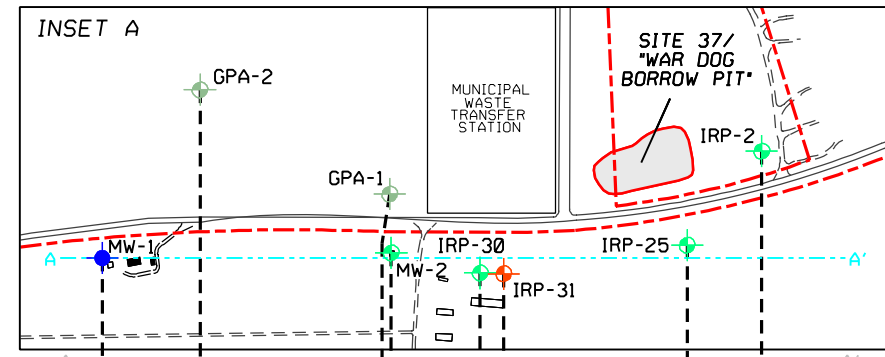 INSET A
SITE 37/
"WAR DOG
BORROW PIT"
GPA-2
MUNICIPAL
WASTE
TRANSFER
STATION
IRP-2
GPA-1
MW-1
IRP-30
IRP-25
A
A'
MW-2
IRP-31